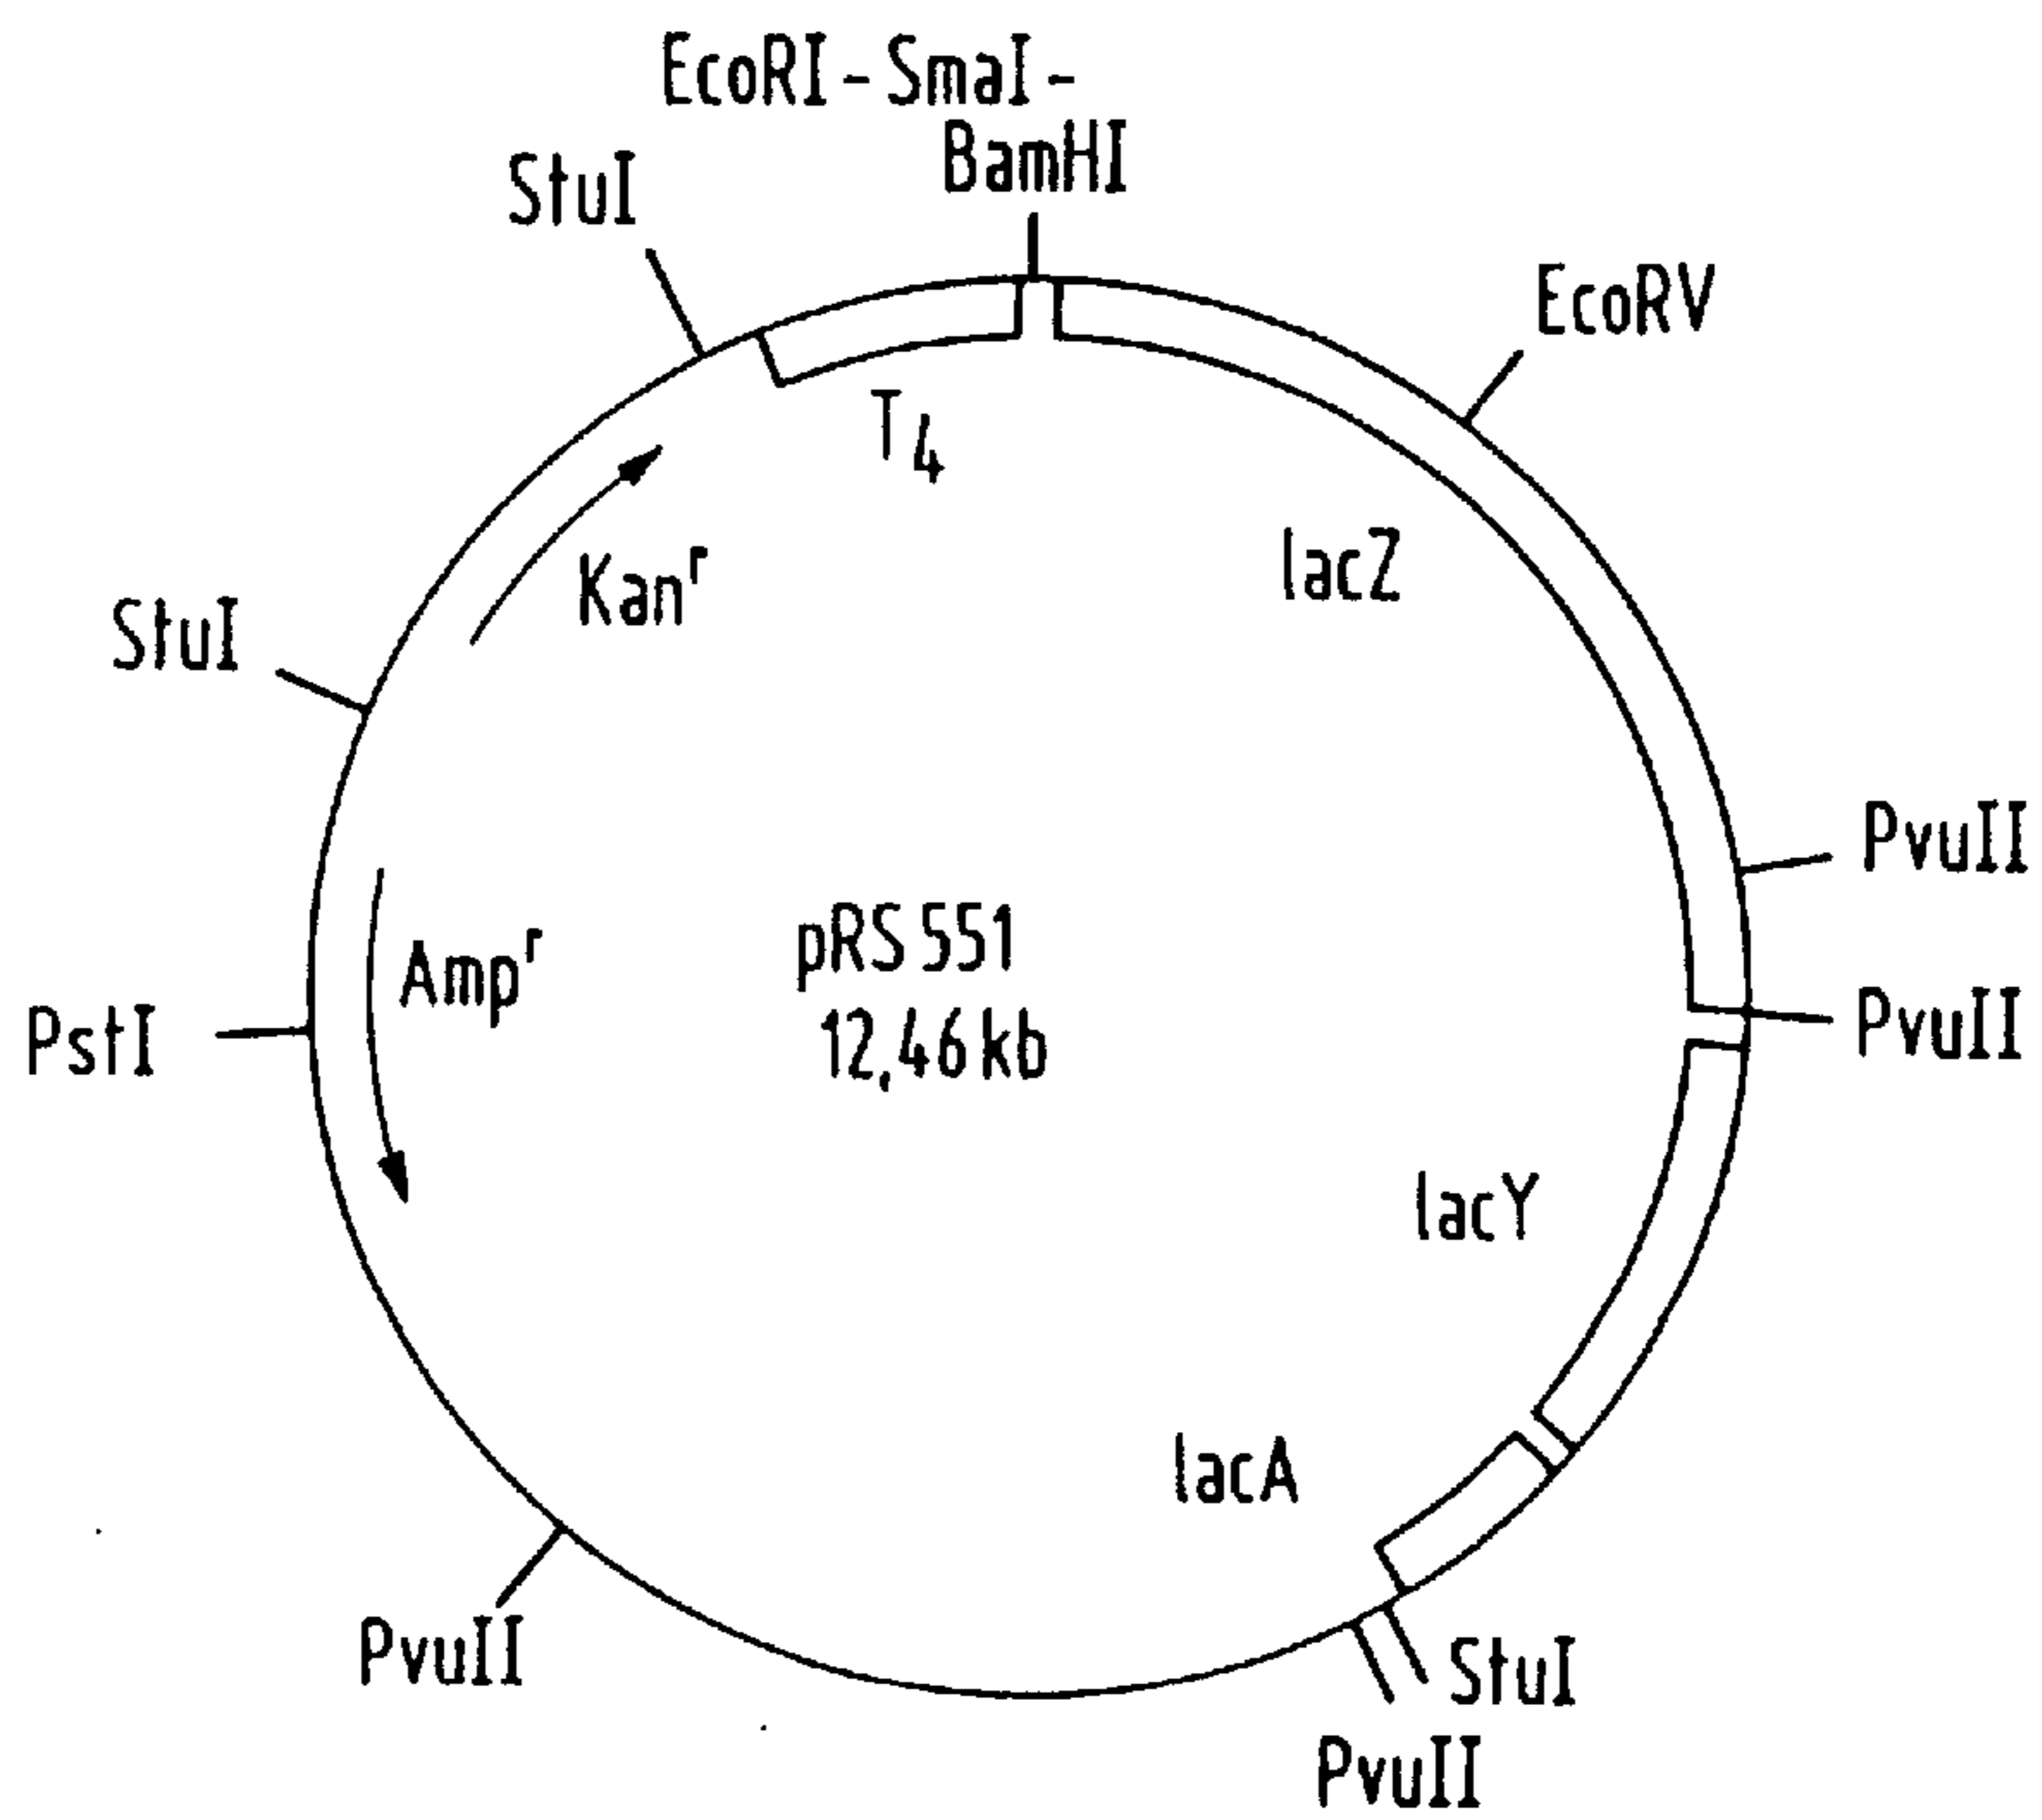 EcoRI - SmaI -
BamHI
StuI
EcoRV
T4
lacZ
Kanʳ
StuI
PvuII
pRS 551
12,46 kb
Ampʳ
PstI
PvuII
lacY
lacA
PvuII
StuI
PvuII